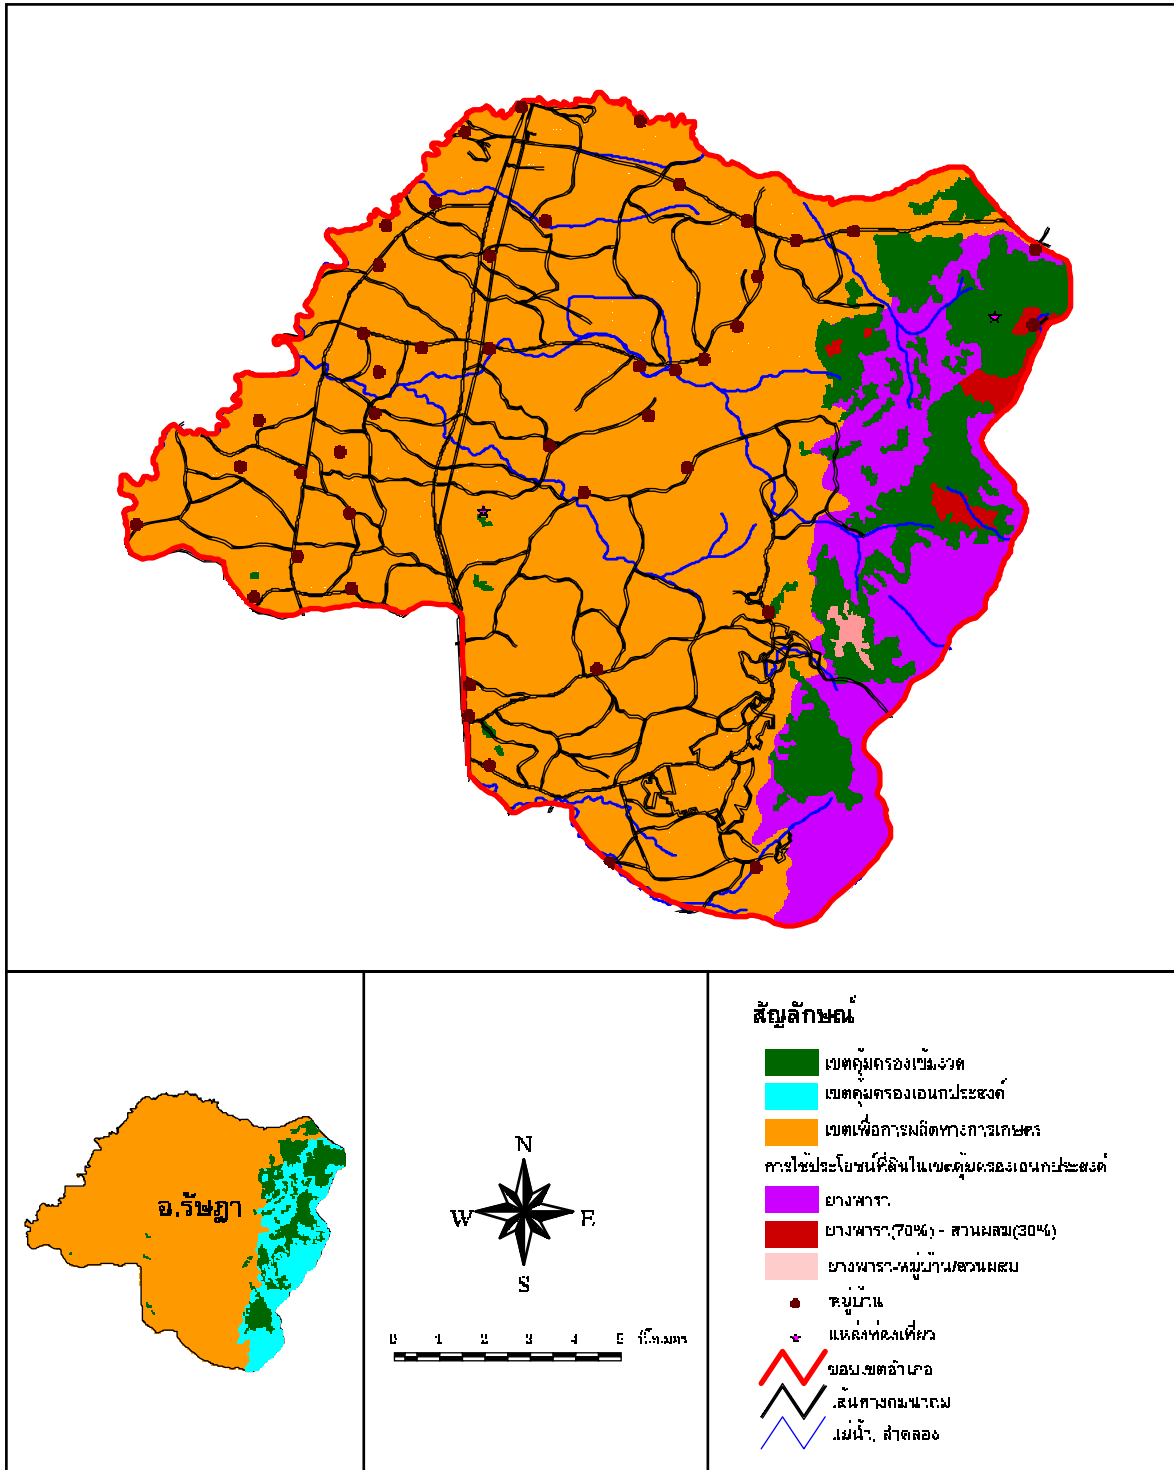 อ.รัษฎา
N
W E
S
0 1 2 3 4 5 กิโลเมตร
สัญลักษณ์
เขตคุ้มครองเข้มงวด
เขตคุ้มครองเอนกประสงค์
เขตเพื่อการผลิตทางการเกษตร
การใช้ประโยชน์ที่ดินในเขตคุ้มครองเอนกประสงค์
ยางพารา
ยางพารา(70%) - สวนผสม(30%)
ยางพารา-หมู่บ้าน/สวนผสม
หมู่บ้าน
แหล่งท่องเที่ยว
ขอบเขตอำเภอ
เส้นทางคมนาคม
แม่น้ำ, ลำคลอง